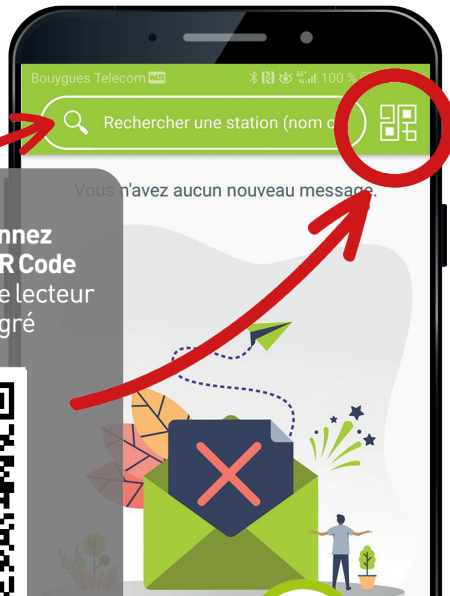 Bouygues Telecom
100 %
Rechercher une station (nom o
Vous n'avez aucun nouveau message.
nnez
R Code
e lecteur
gré